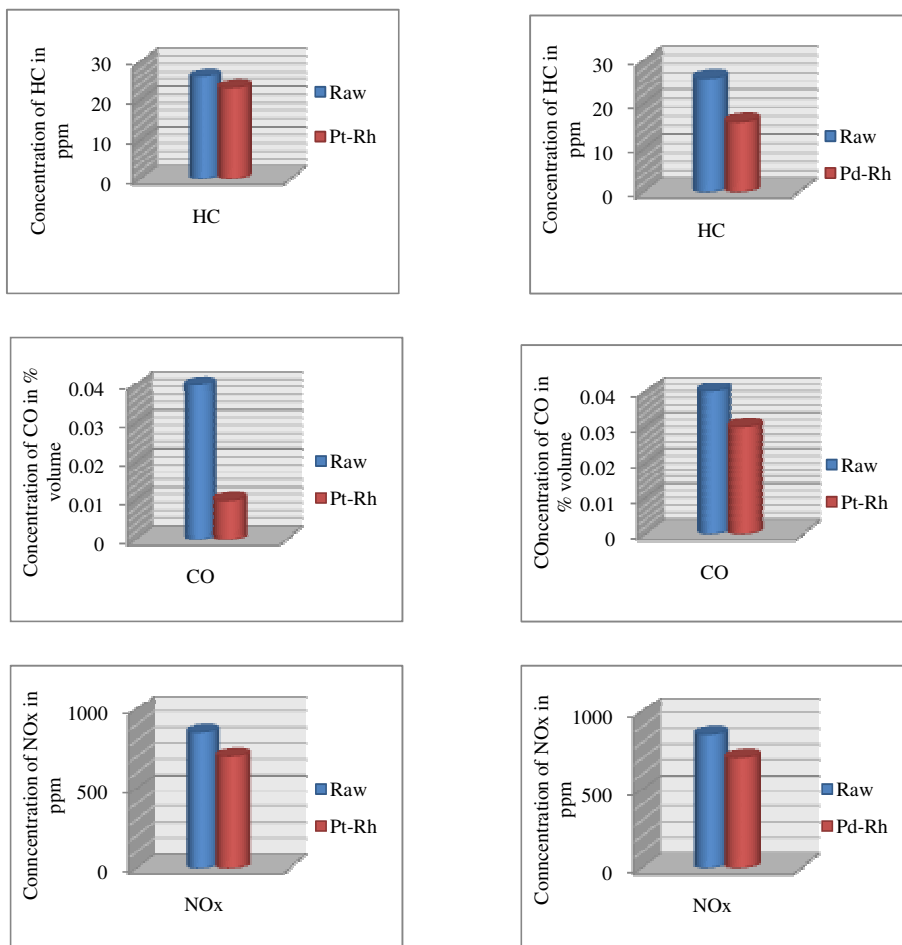 Concentration of HC in
ppm
30
20
10
0
HC
Raw
Pt-Rh
Concentration of HC in
ppm
30
20
10
0
HC
Raw
Pd-Rh
Concentration of CO in %
volume
0.04
0.03
0.02
0.01
0
CO
Raw
Pt-Rh
COncentration of CO in
% volume
0.04
0.03
0.02
0.01
0
CO
Raw
Pt-Rh
Conncentration of NOx in
ppm
1000
500
0
NOx
Raw
Pt-Rh
Conncentration of NOx in
ppm
1000
500
0
NOx
Raw
Pd-Rh